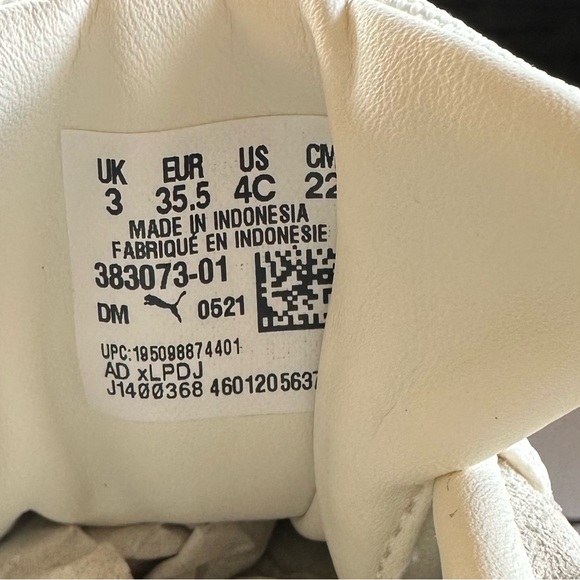 UK EUR US CM
3 35.5 4C 22
MADE IN INDONESIA
FABRIQUÉ EN INDONESIE
383073-01
DM 0521
UPC:195098874401
AD xLPDJ
J1400368 4601205637